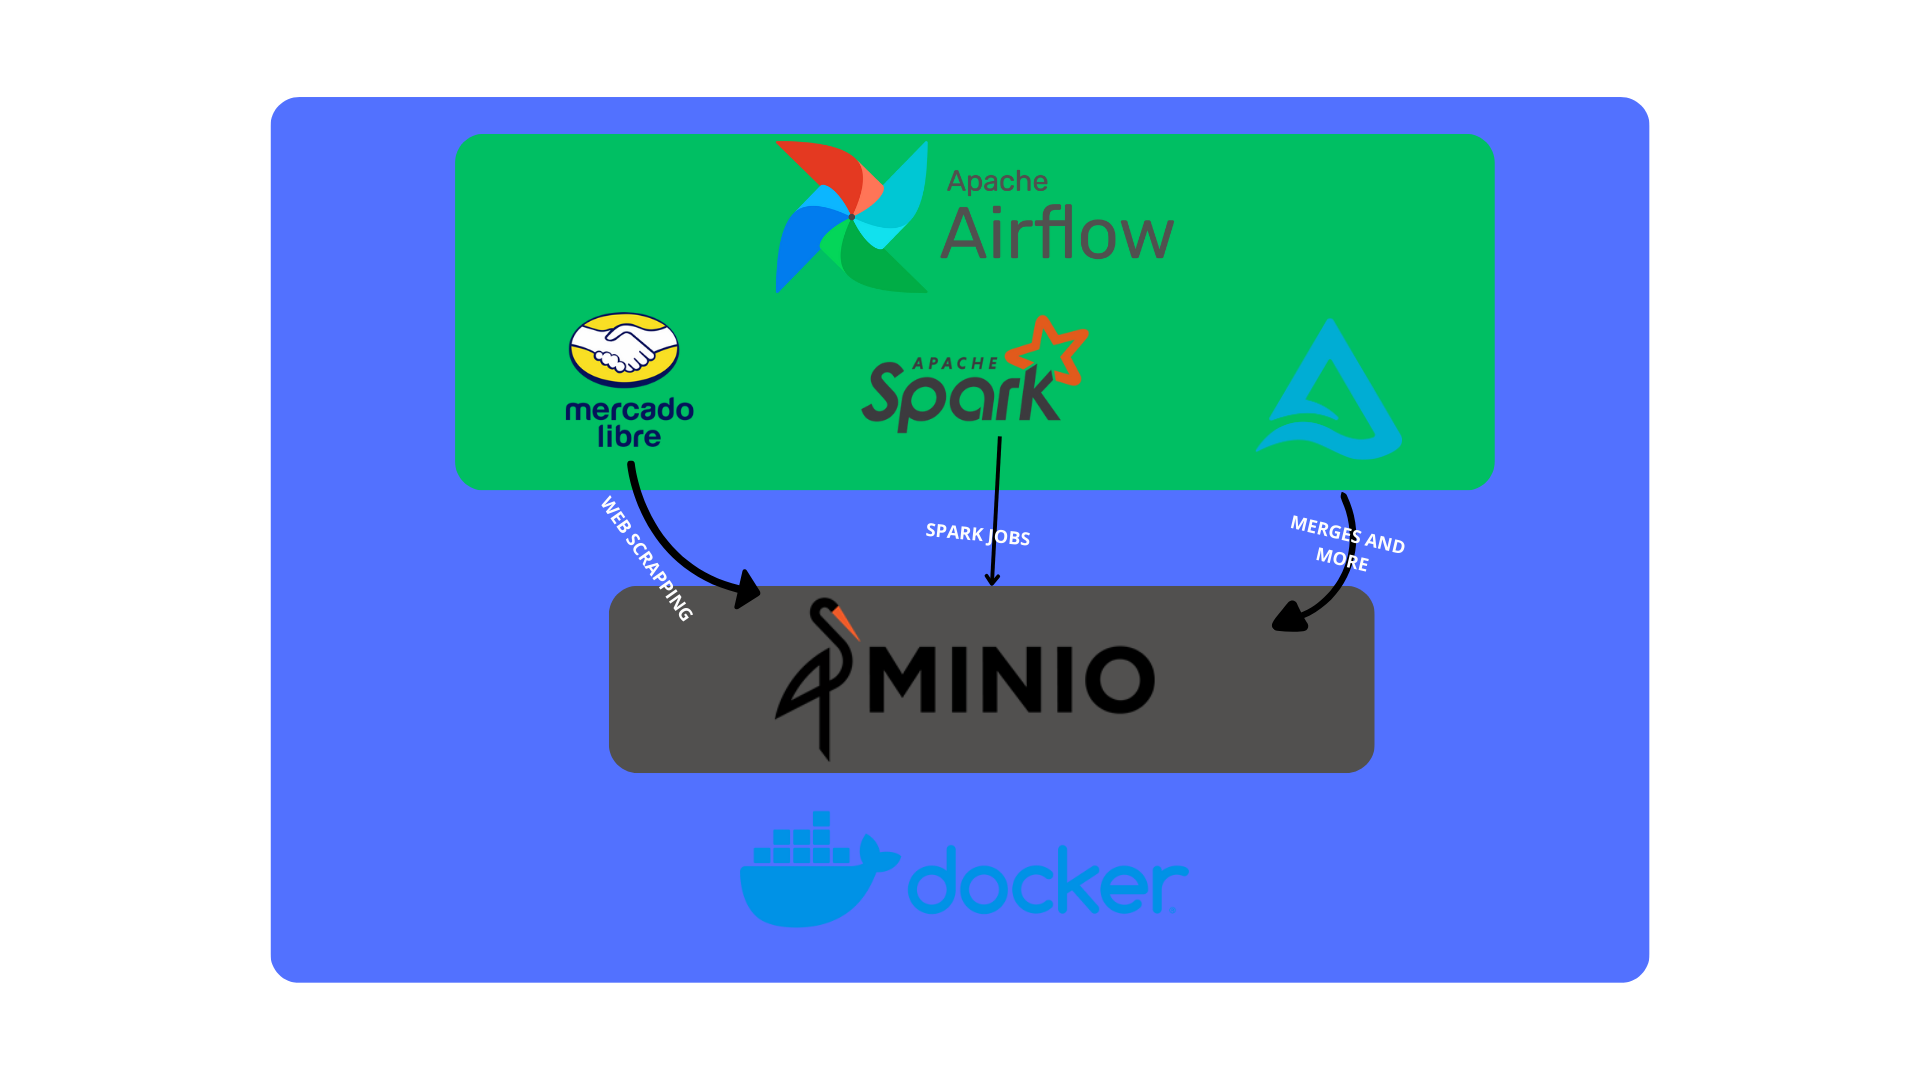 Apache
Airflow
mercado
libre
APACHE
Spark
WEB SCRAPPING
SPARK JOBS
MERGES AND
MORE
MINIO
docker